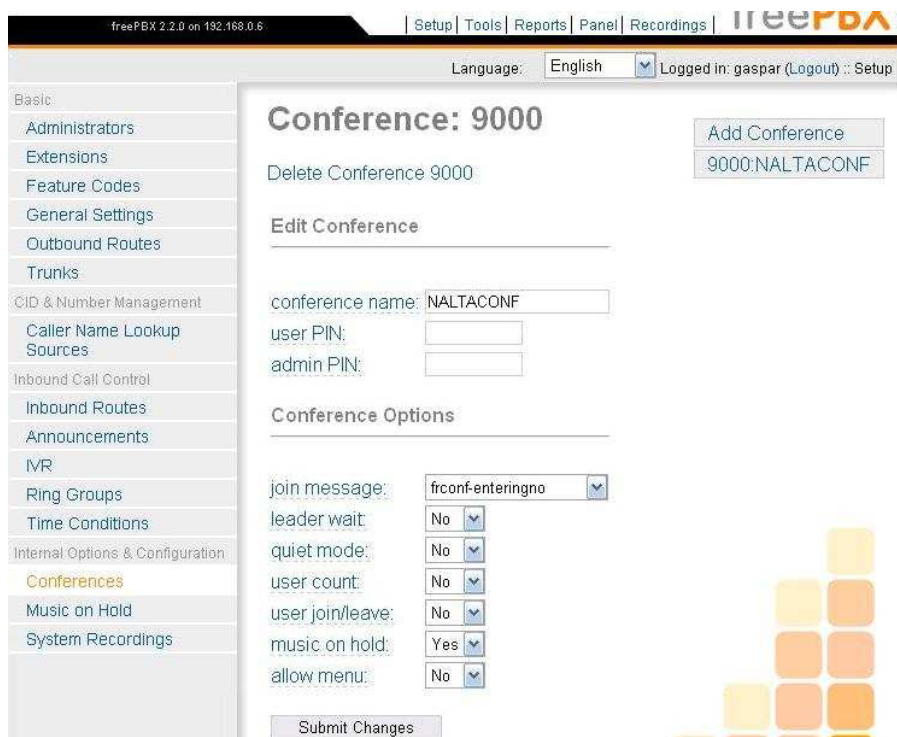 freePBX 2.2.0 on 192.168.0.6
Setup Tools Reports Panel Recordings freePBX
Language: English Logged in: gaspar (Logout) :: Setup
Basic
Administrators
Extensions
Feature Codes
General Settings
Outbound Routes
Trunks
CID & Number Management
Caller Name Lookup
Sources
Inbound Call Control
Inbound Routes
Announcements
IVR
Ring Groups
Time Conditions
Internal Options & Configuration
Conferences
Music on Hold
System Recordings
Conference: 9000
Delete Conference 9000
Edit Conference
conference name: NALTACONF
user PIN:
admin PIN:
Conference Options
join message: frconf-enteringno
leader wait: No
quiet mode: No
user count: No
user join/leave: No
music on hold: Yes
allow menu: No
Submit Changes
Add Conference
9000:NALTACONF